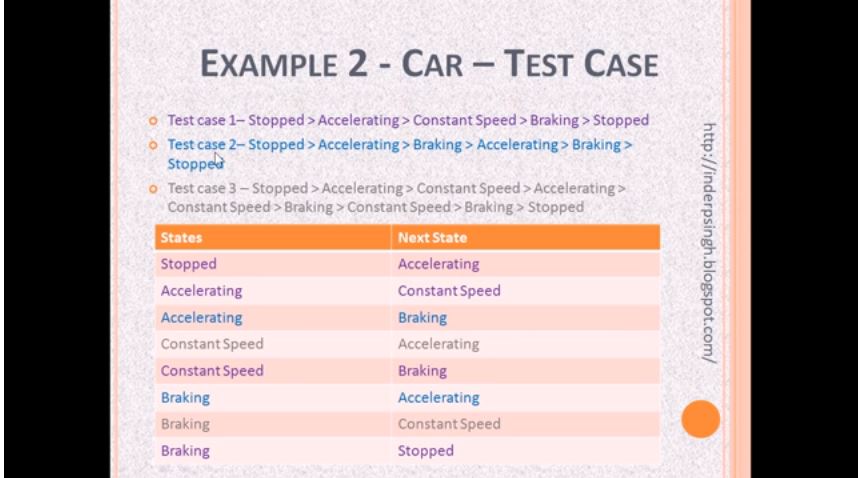 EXAMPLE 2 - CAR – TEST CASE
Test case 1– Stopped > Accelerating > Constant Speed > Braking > Stopped
Test case 2– Stopped > Accelerating > Braking > Accelerating > Braking >
Stopped
Test case 3 – Stopped > Accelerating > Constant Speed > Accelerating >
Constant Speed > Braking > Constant Speed > Braking > Stopped
States Next State
Stopped Accelerating
Accelerating Constant Speed
Accelerating Braking
Constant Speed Accelerating
Constant Speed Braking
Braking Accelerating
Braking Constant Speed
Braking Stopped
http://inderpsingh.blogspot.com/